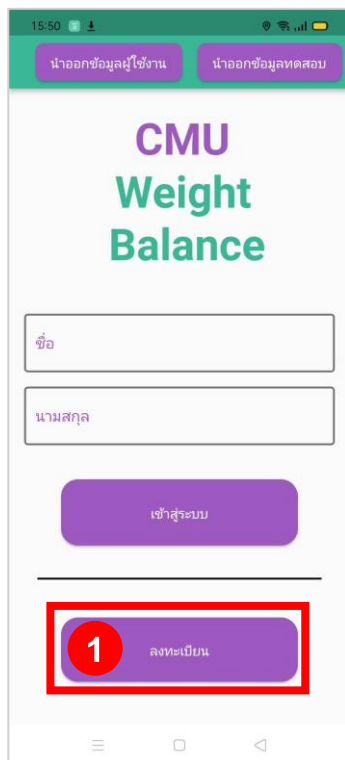 15:50
นำออกข้อมูลผู้ใช้งาน
นำออกข้อมูลทดสอบ
CMU
Weight
Balance
ชื่อ
นามสกุล
เข้าสู่ระบบ
1
ลงทะเบียน